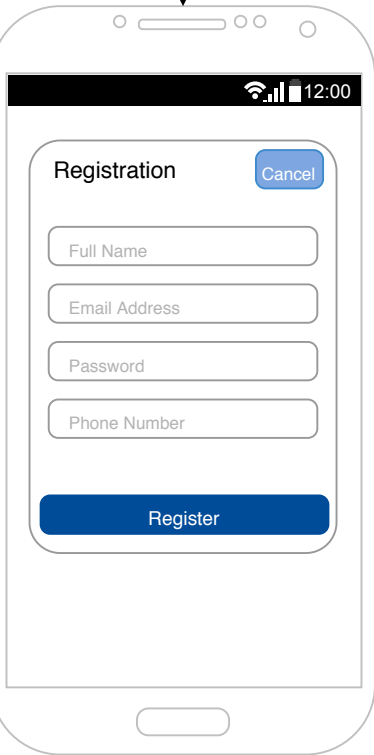 12:00
Registration
Cancel
Full Name
Email Address
Password
Phone Number
Register